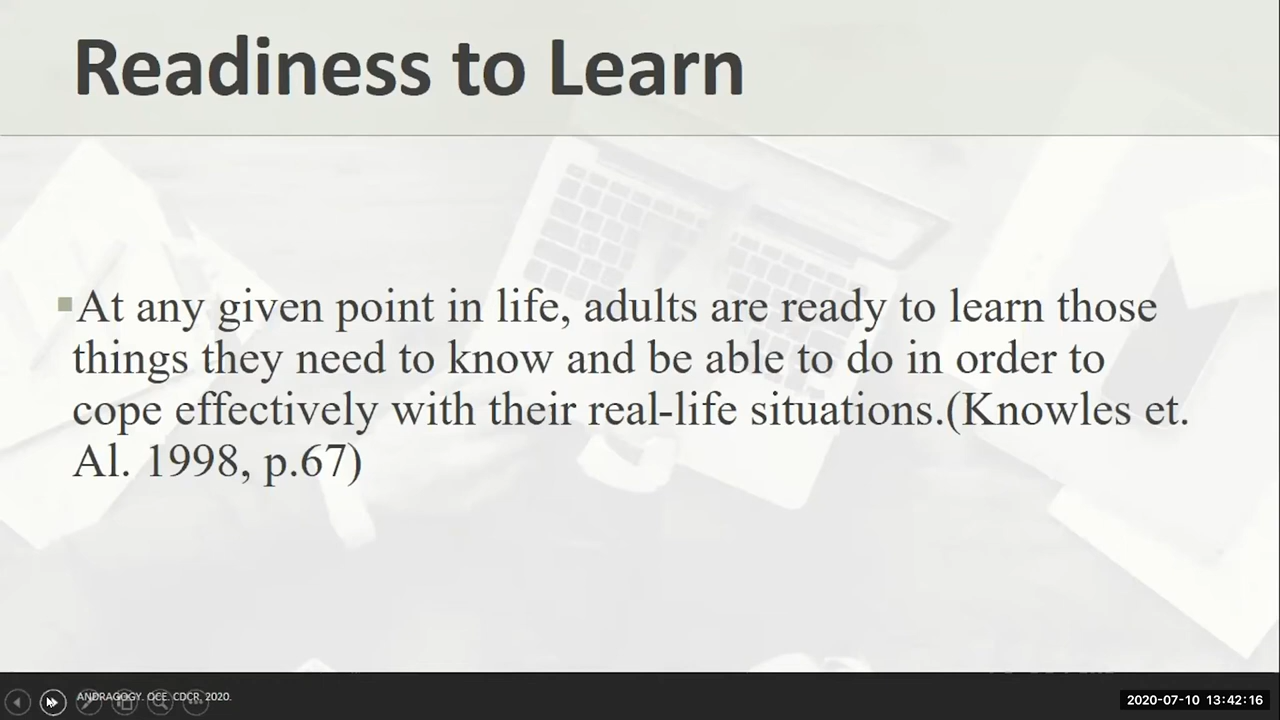 Readiness to Learn
At any given point in life, adults are ready to learn those
things they need to know and be able to do in order to
cope effectively with their real-life situations.(Knowles et.
Al. 1998, p.67)
ANDRAGOGY. OCE. CDCR, 2020.
2020-07-10 13:42:16